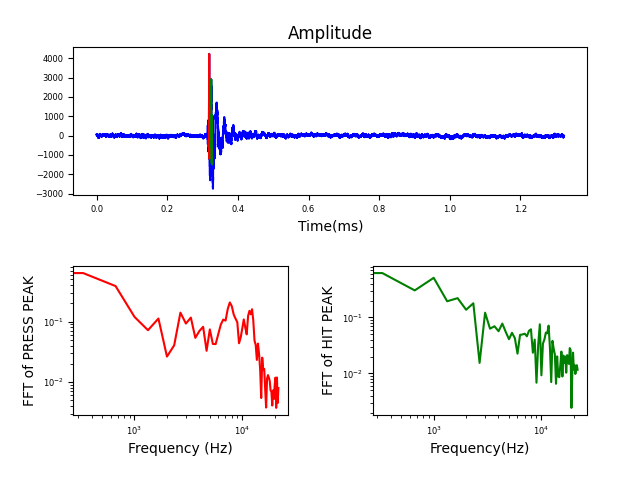 Amplitude
4000
3000
2000
1000
0
−1000
−2000
−3000
0.0 0.2 0.4 0.6 0.8 1.0 1.2
Time(ms)
FFT of PRESS PEAK
10⁻¹
10⁻²
10³ 10⁴
Frequency (Hz)
FFT of HIT PEAK
10⁻¹
10⁻²
10³ 10⁴
Frequency(Hz)